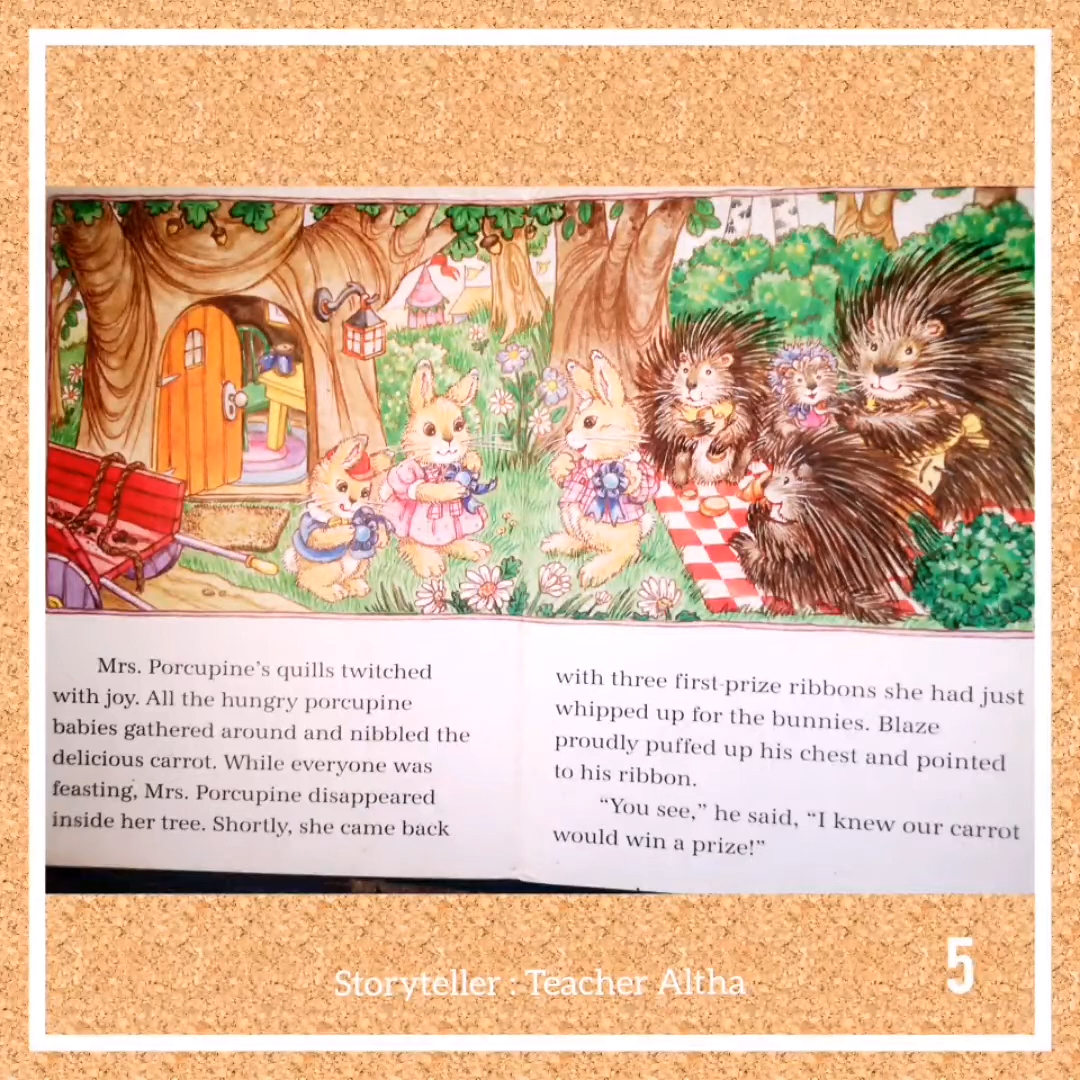 Mrs. Porcupine's quills twitched
with joy. All the hungry porcupine
babies gathered around and nibbled the
delicious carrot. While everyone was
feasting, Mrs. Porcupine disappeared
inside her tree. Shortly, she came back
with three first-prize ribbons she had just
whipped up for the bunnies. Blaze
proudly puffed up his chest and pointed
to his ribbon.
"You see," he said, "I knew our carrot
would win a prize!"
Storyteller : Teacher Altha
5